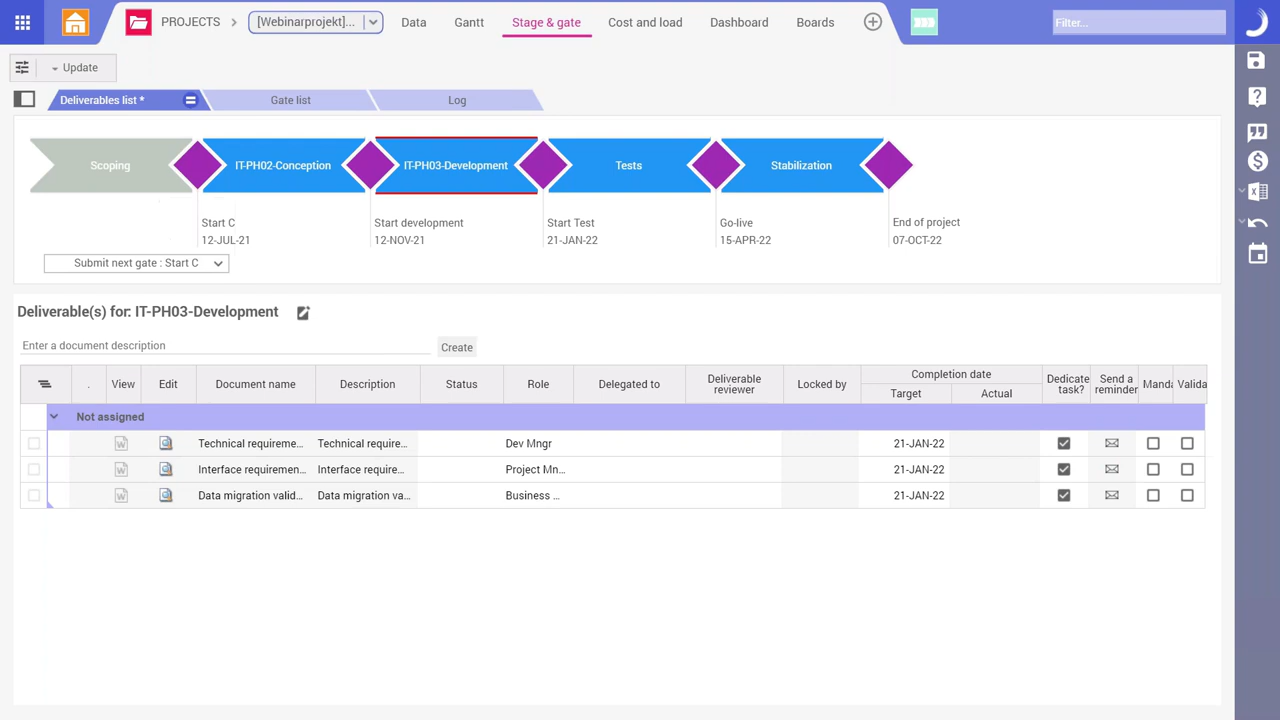 PROJECTS [Webinarprojekt]... Data Gantt Stage & gate Cost and load Dashboard Boards Filter...
Update
Deliverables list * Gate list Log
Scoping IT-PH02-Conception IT-PH03-Development Tests Stabilization
Start C Start development Start Test Go-live End of project
12-JUL-21 12-NOV-21 21-JAN-22 15-APR-22 07-OCT-22
Submit next gate : Start C
Deliverable(s) for: IT-PH03-Development
Enter a document description Create
. View Edit Document name Description Status Role Delegated to Deliverable reviewer Locked by Completion date Dedicate task? Send a reminder Manda Valida
Target Actual
Not assigned
Technical requireme... Technical require... Dev Mngr 21-JAN-22
Interface requiremen... Interface require... Project Mn... 21-JAN-22
Data migration valid... Data migration va... Business ... 21-JAN-22